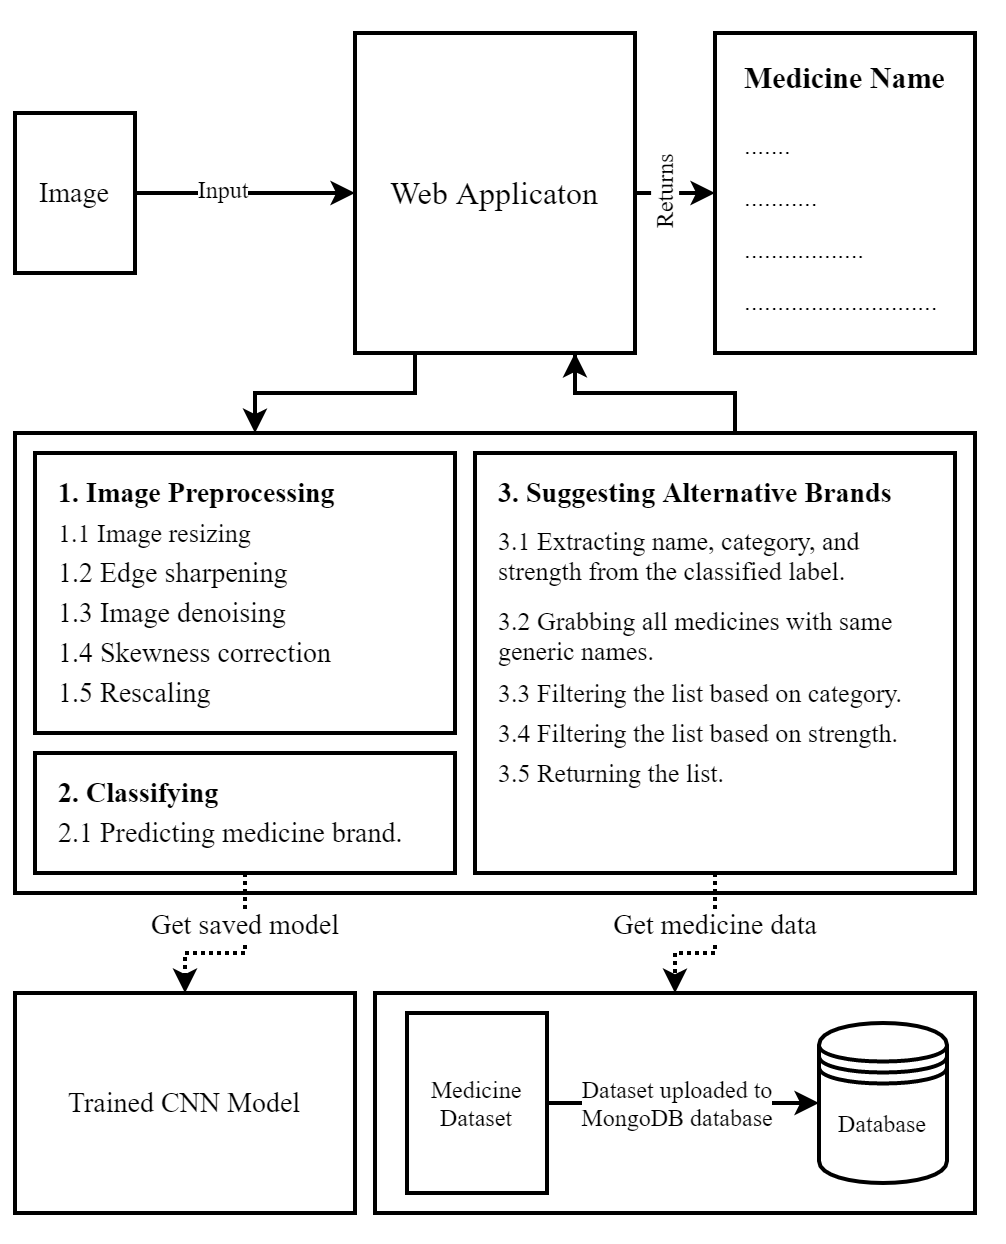 Medicine Name
Image
Input
Web Applicaton
Returns
.......
...........
..................
.............................
1. Image Preprocessing
1.1 Image resizing
1.2 Edge sharpening
1.3 Image denoising
1.4 Skewness correction
1.5 Rescaling
2. Classifying
2.1 Predicting medicine brand.
3. Suggesting Alternative Brands
3.1 Extracting name, category, and
strength from the classified label.
3.2 Grabbing all medicines with same
generic names.
3.3 Filtering the list based on category.
3.4 Filtering the list based on strength.
3.5 Returning the list.
Get saved model
Get medicine data
Trained CNN Model
Medicine
Dataset
Dataset uploaded to
MongoDB database
Database